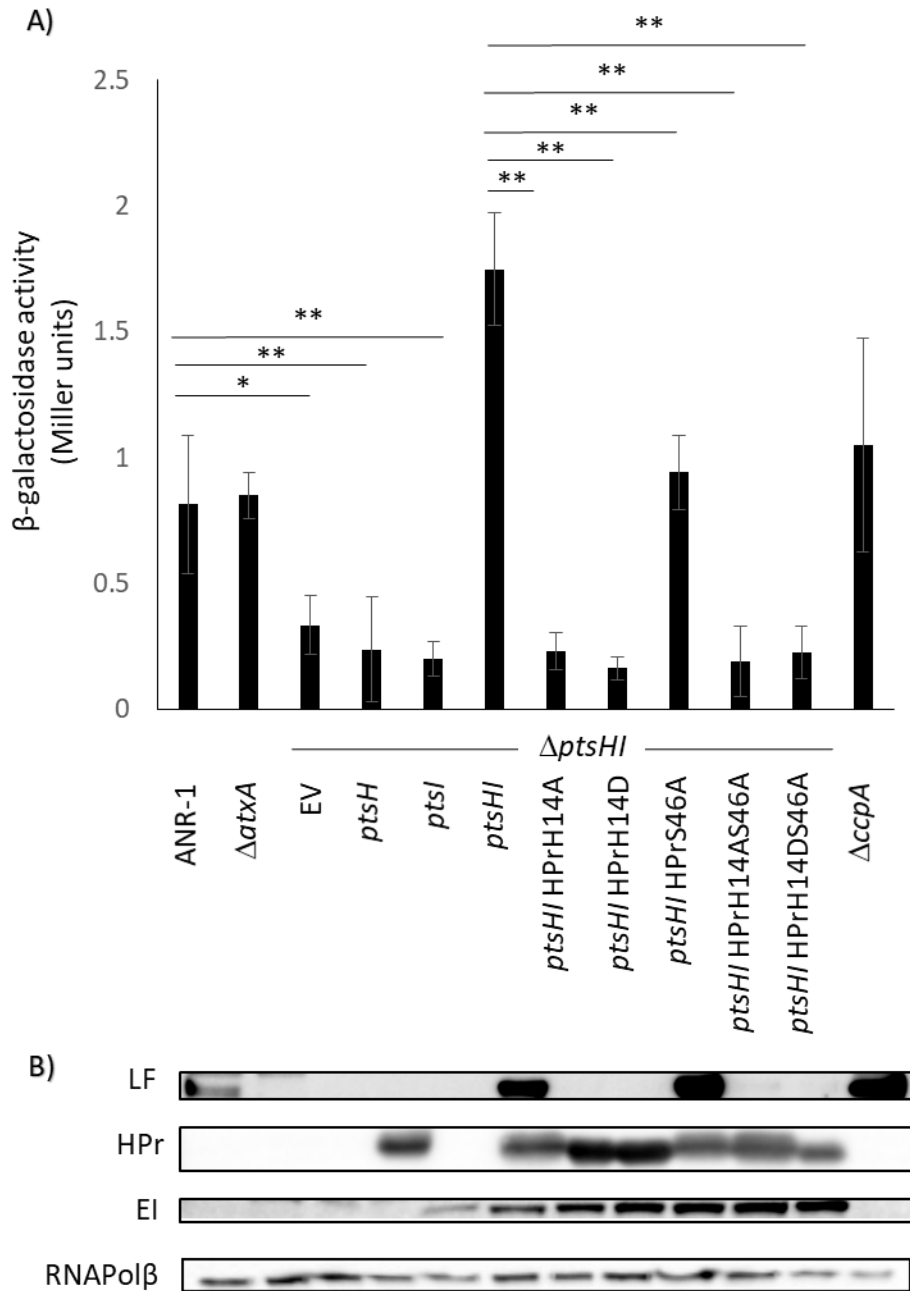 A)
β-galactosidase activity
(Miller units)
2.5
2
1.5
1
0.5
0
**
**
**
**
**
**
**
*
ΔptsHI
ANR-1
ΔatxA
EV
ptsH
ptsI
ptsHI
ptsHI HPrH14A
ptsHI HPrH14D
ptsHI HPrS46A
ptsHI HPrH14AS46A
ptsHI HPrH14DS46A
ΔccpA
B)
LF
HPr
EI
RNAPolβ